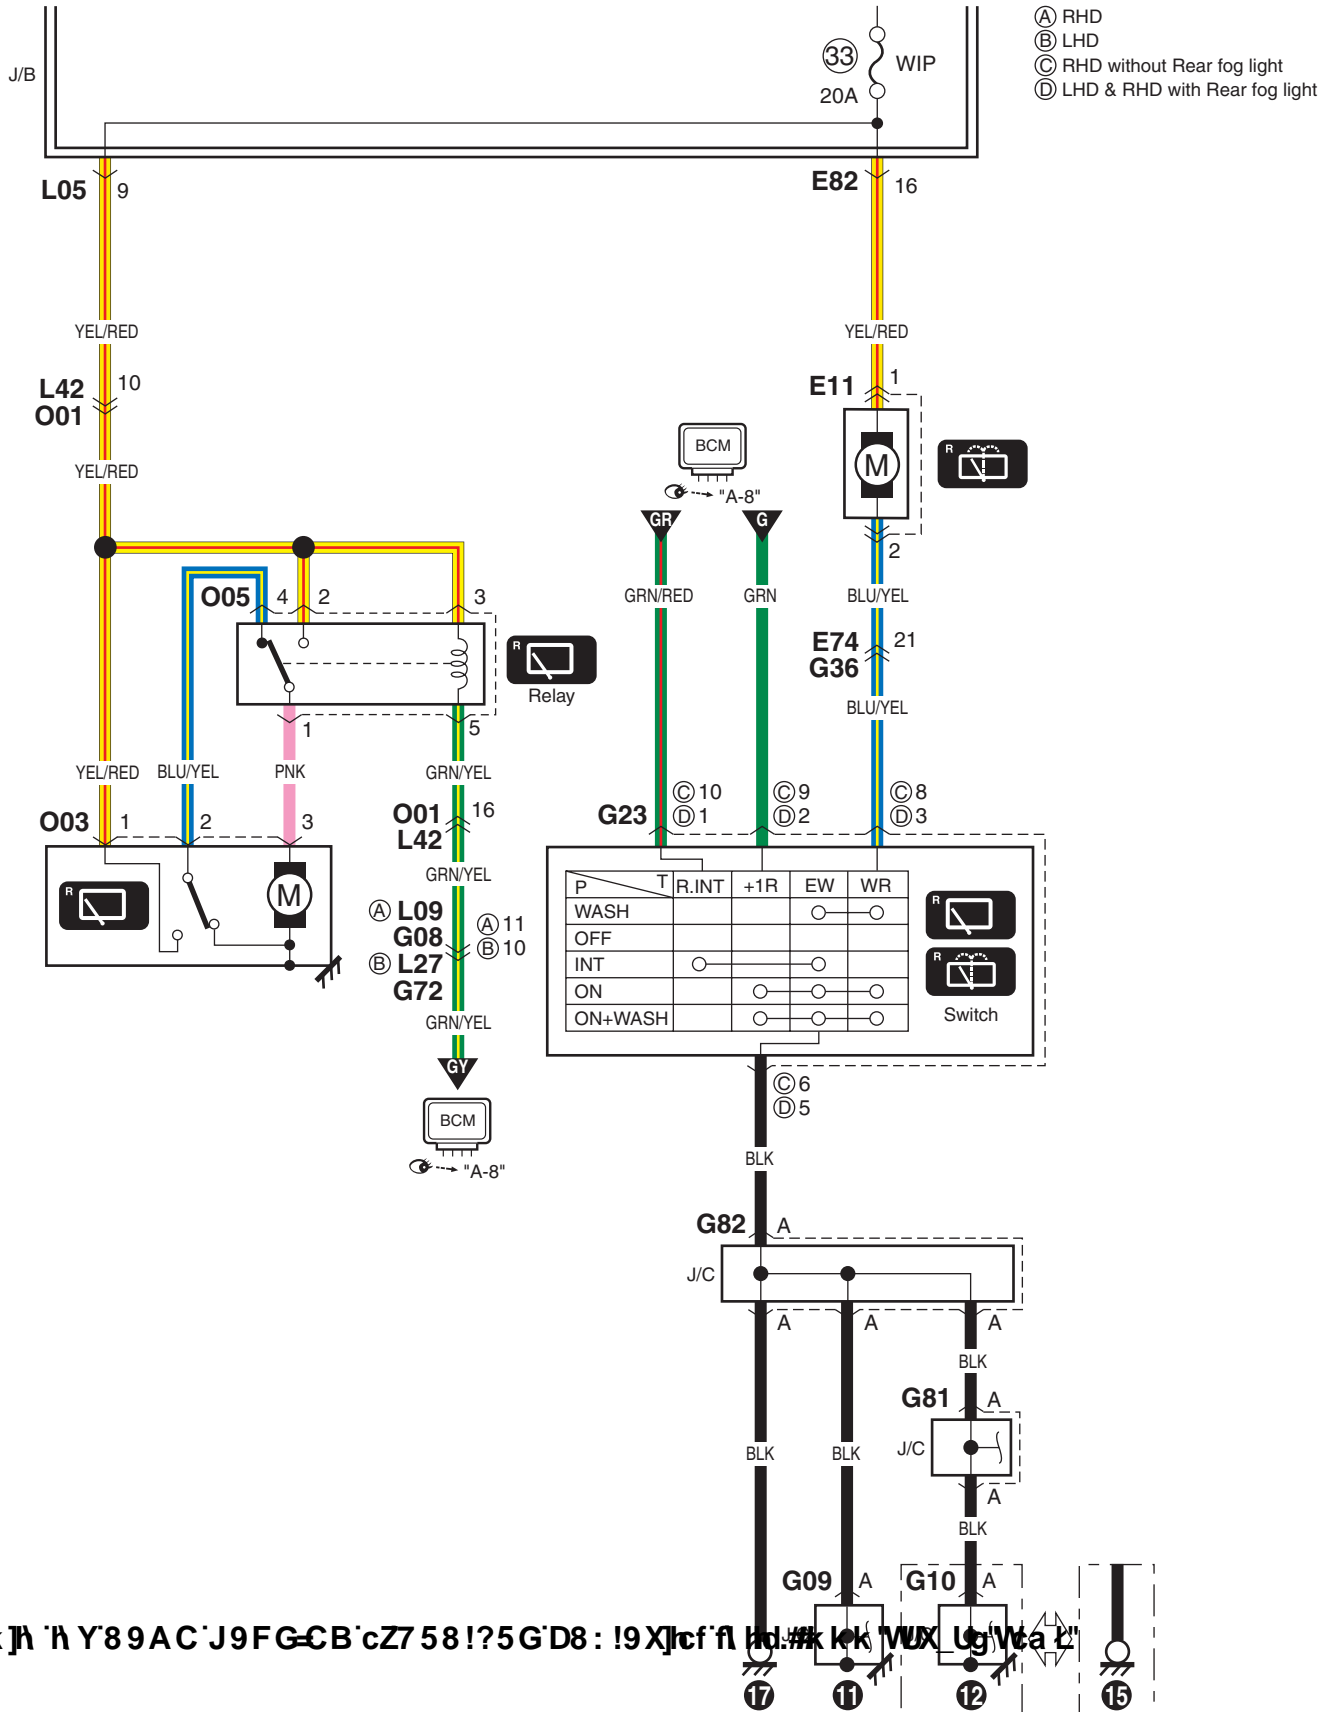 Ⓐ RHD
Ⓑ LHD
Ⓒ RHD without Rear fog light
Ⓓ LHD & RHD with Rear fog light
J/B
33 WIP
20A
L05 9
E82 16
YEL/RED YEL/RED
L42 10
O01
E11 1
YEL/RED
BCM
M
R
"A-8"
GR G
2
O05 4 2 3
GRN/RED GRN BLU/YEL
E74 21
G36
R
Relay
BLU/YEL
1 5
YEL/RED BLU/YEL PNK GRN/YEL
Ⓒ10 Ⓒ9 Ⓒ8
G23 Ⓓ1 Ⓓ2 Ⓓ3
O01 16
L42
O03 1 2 3
GRN/YEL
R
M
P T R.INT +1R EW WR
WASH
OFF
INT
ON
ON+WASH
R
R
Switch
Ⓐ L09 Ⓐ11
G08 Ⓑ10
Ⓑ L27
G72
GRN/YEL
GY
BCM
"A-8"
Ⓒ6
Ⓓ5
BLK
G82 A
J/C
A A A
BLK
G81 A
J/C
BLK BLK
A
BLK
G09 A G10 A
17 11 12 15